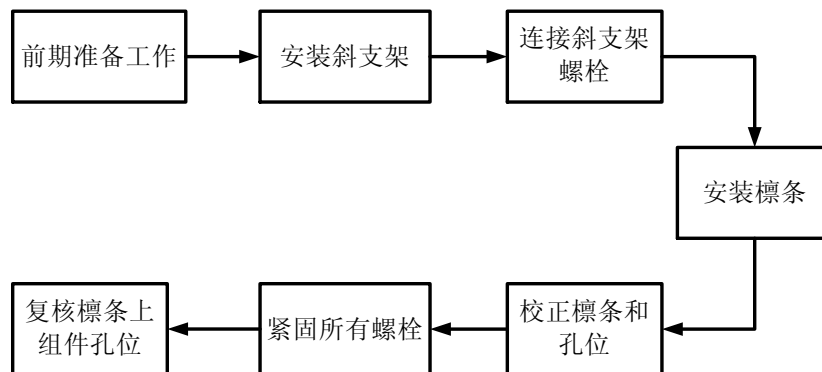 前期准备工作
安装斜支架
连接斜支架
螺栓
安装檩条
校正檩条和
孔位
紧固所有螺栓
复核檩条上
组件孔位